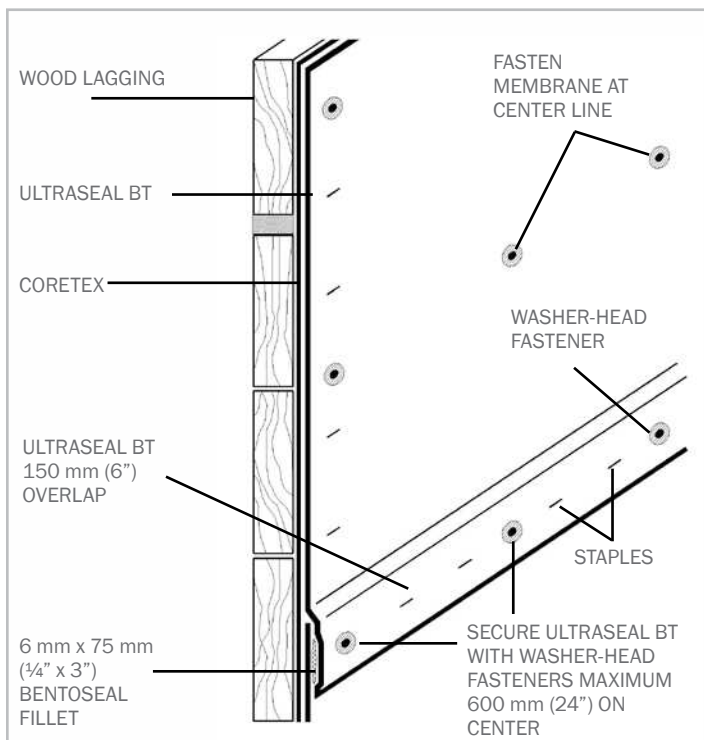 WOOD LAGGING
ULTRASEAL BT
CORETEX
ULTRASEAL BT
150 mm (6”)
OVERLAP
6 mm x 75 mm
(¼” x 3”)
BENTOSEAL
FILLET
FASTEN
MEMBRANE AT
CENTER LINE
WASHER-HEAD
FASTENER
STAPLES
SECURE ULTRASEAL BT
WITH WASHER-HEAD
FASTENERS MAXIMUM
600 mm (24”) ON
CENTER